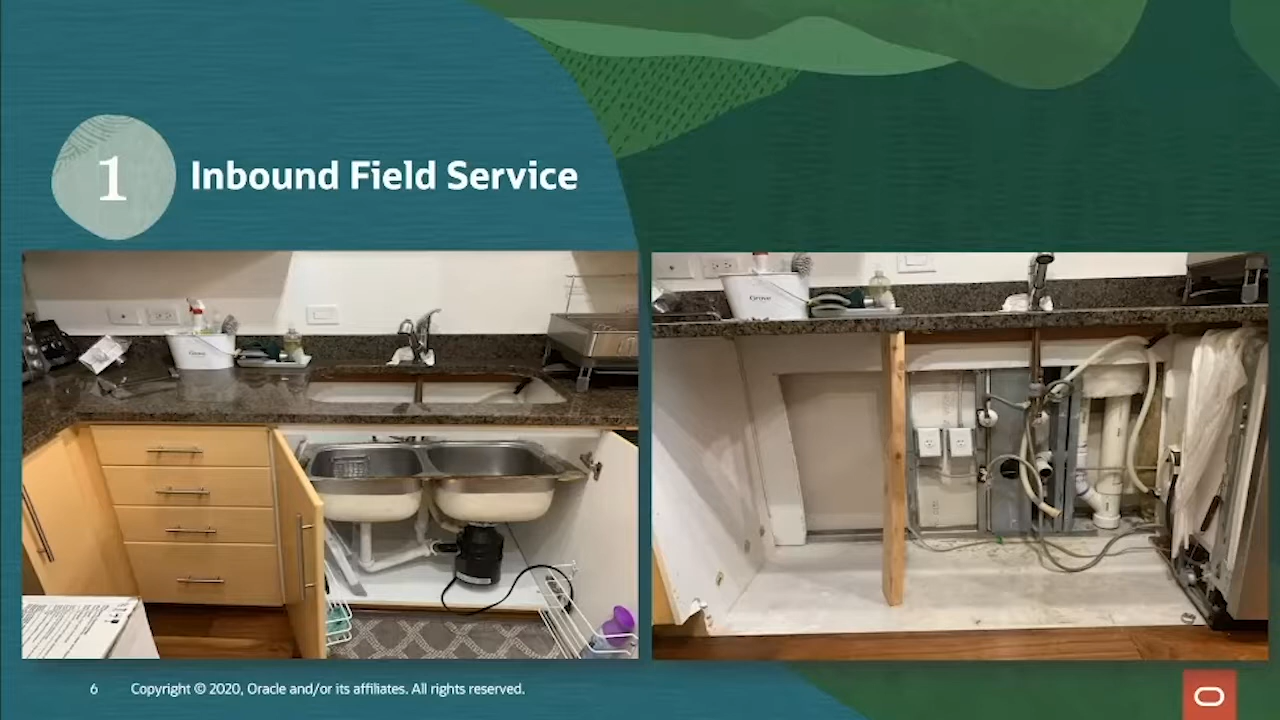 1
Inbound Field Service
Grove
Grove
6 Copyright © 2020, Oracle and/or its affiliates. All rights reserved.